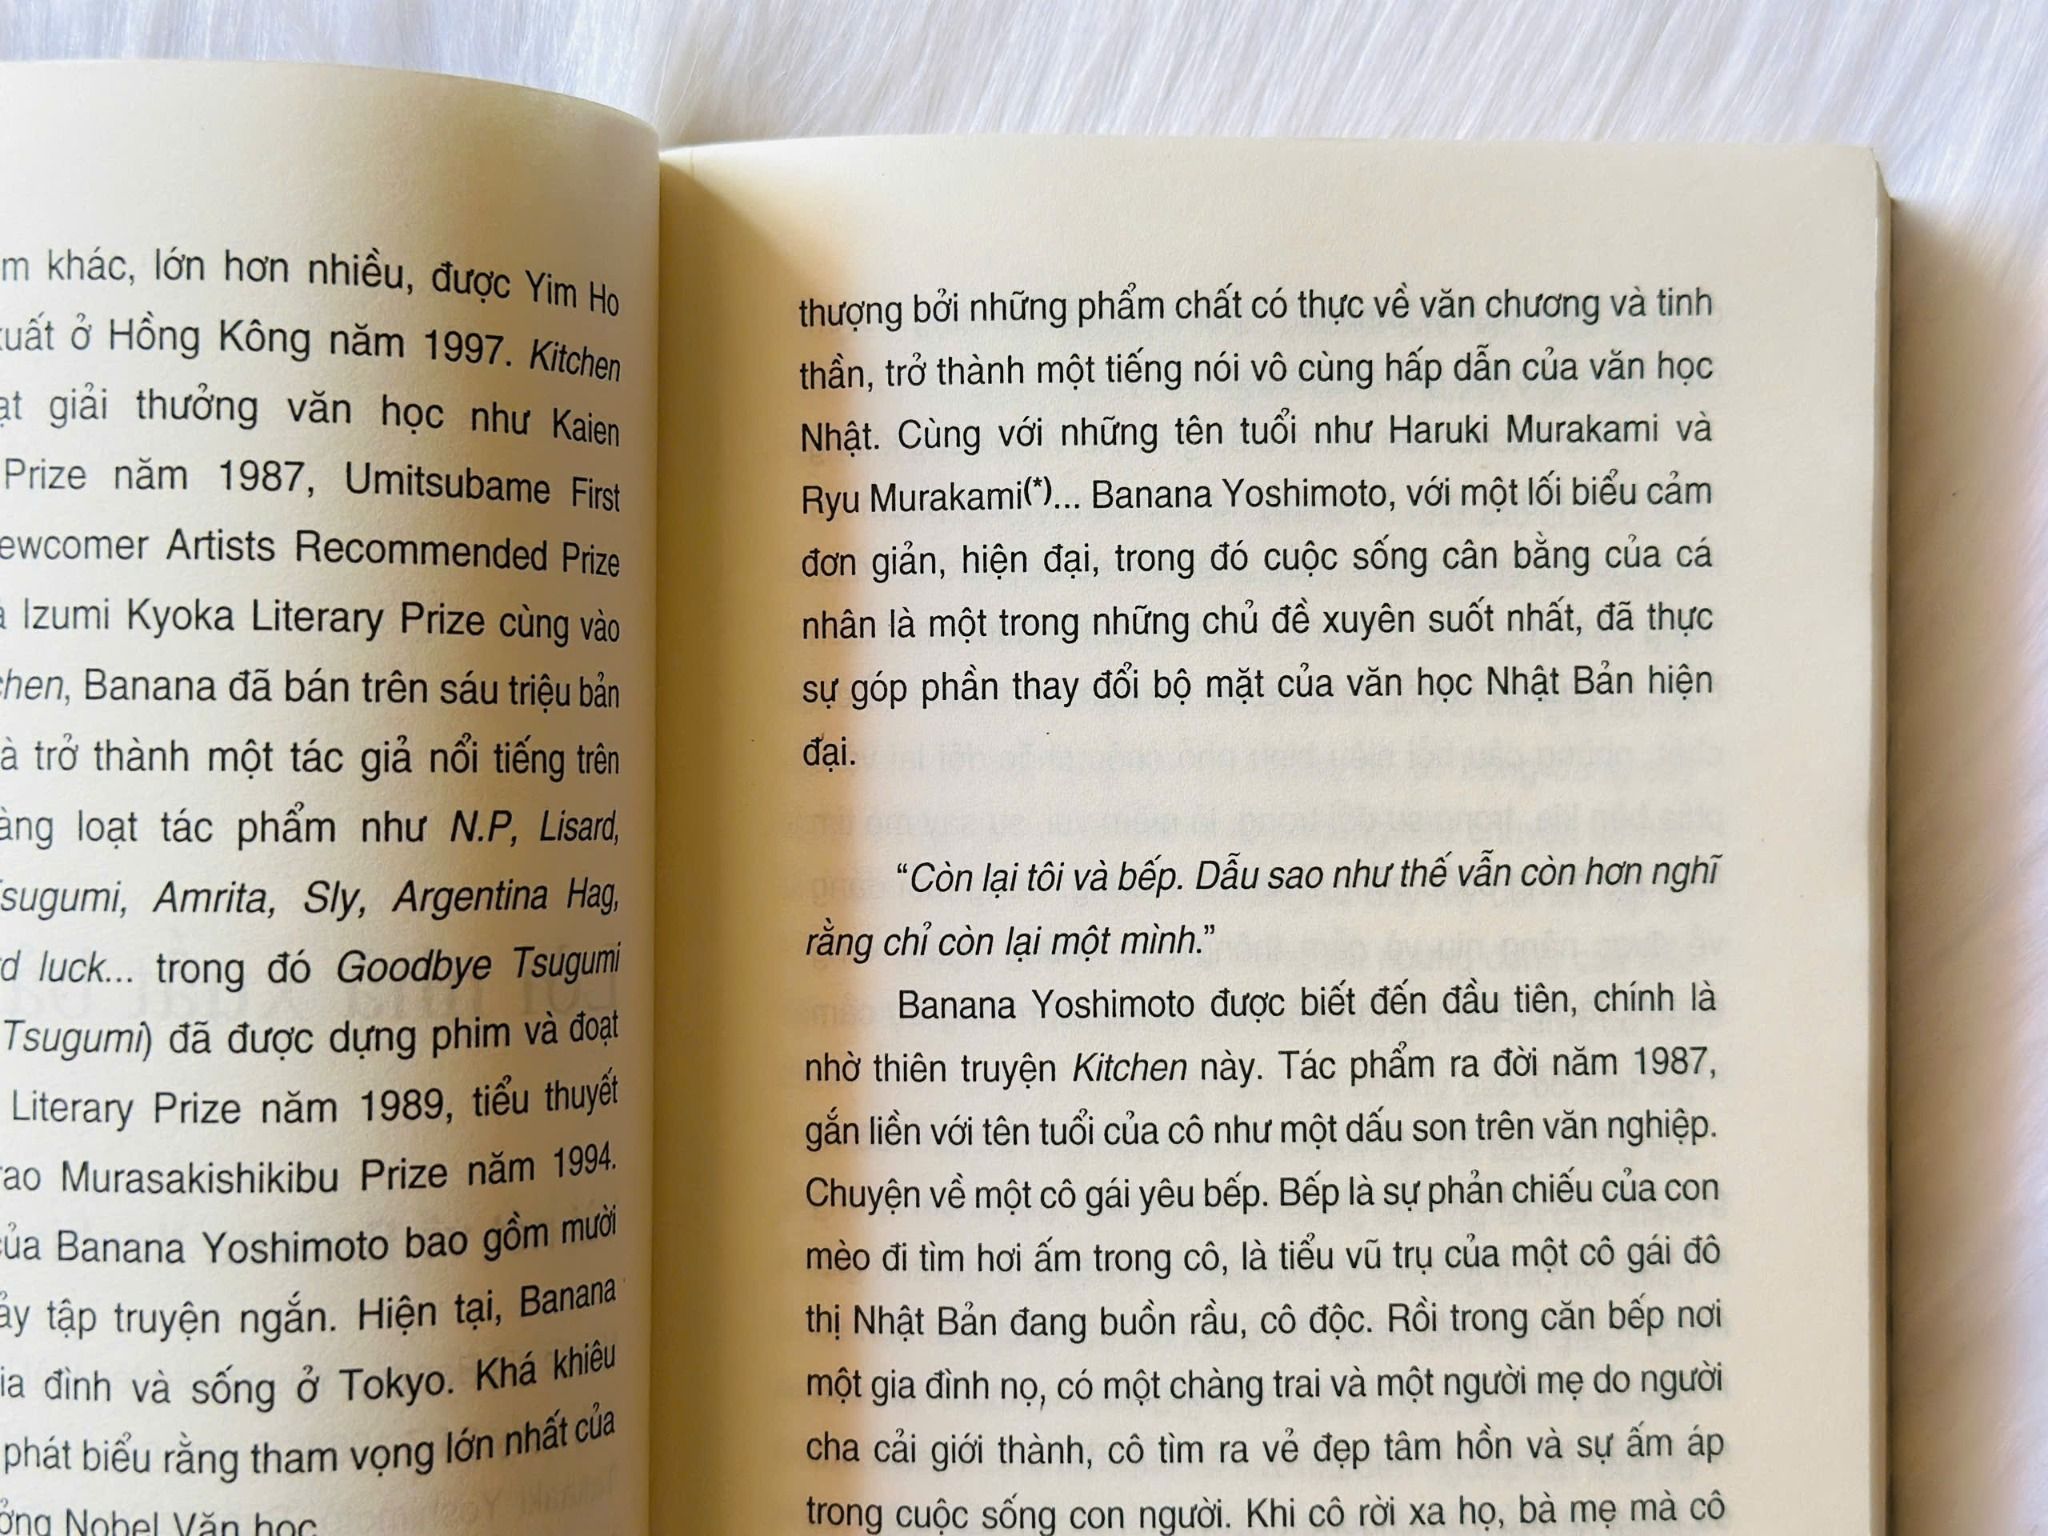 khác, lớn hơn nhiều, được Yim Ho
ở Hồng Kông năm 1997. Kitchen
giải thưởng văn học như Kaien
Prize năm 1987, Umitsubame First
Artists Recommended Prize
Izumi Kyoka Literary Prize cùng vào
Banana đã bán trên sáu triệu bản
trở thành một tác giả nổi tiếng trên
loạt tác phẩm như N.P, Lisard,
Amrita, Sly, Argentina Hag,
luck... trong đó Goodbye Tsugumi
Tsugumi) đã được dựng phim và đoạt
Literary Prize năm 1989, tiểu thuyết
Murasakishikibu Prize năm 1994.
của Banana Yoshimoto bao gồm mười
tập truyện ngắn. Hiện tại, Banana
đình và sống ở Tokyo. Khá khiêu
phát biểu rằng tham vọng lớn nhất của
Nobel Văn học
thượng bởi những phẩm chất có thực về văn chương và tinh
thần, trở thành một tiếng nói vô cùng hấp dẫn của văn học
Nhật. Cùng với những tên tuổi như Haruki Murakami và
Ryu Murakami(*)... Banana Yoshimoto, với một lối biểu cảm
đơn giản, hiện đại, trong đó cuộc sống cân bằng của cá
nhân là một trong những chủ đề xuyên suốt nhất, đã thực
sự góp phần thay đổi bộ mặt của văn học Nhật Bản hiện
đại.
“Còn lại tôi và bếp. Dẫu sao như thế vẫn còn hơn nghĩ
rằng chỉ còn lại một mình.”
Banana Yoshimoto được biết đến đầu tiên, chính là
nhờ thiên truyện Kitchen này. Tác phẩm ra đời năm 1987,
gắn liền với tên tuổi của cô như một dấu son trên văn nghiệp.
Chuyện về một cô gái yêu bếp. Bếp là sự phản chiếu của con
mèo đi tìm hơi ấm trong cô, là tiểu vũ trụ của một cô gái đô
thị Nhật Bản đang buồn rầu, cô độc. Rồi trong căn bếp nơi
một gia đình nọ, có một chàng trai và một người mẹ do người
cha cải giới thành, cô tìm ra vẻ đẹp tâm hồn và sự ấm áp
trong cuộc sống con người. Khi cô rời xa họ, bà mẹ mà cô